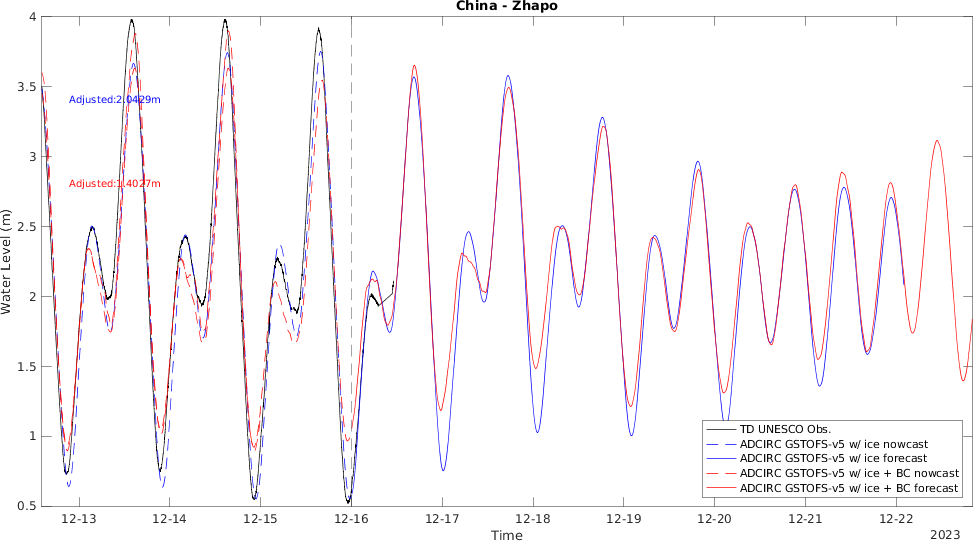 China - Zhapo
Water Level (m)
4
3.5
3
2.5
2
1.5
1
0.5
Adjusted:2.0429m
Adjusted:1.4027m
TD UNESCO Obs.
ADCIRC GSTOFS-v5 w/ ice nowcast
ADCIRC GSTOFS-v5 w/ ice forecast
ADCIRC GSTOFS-v5 w/ ice + BC nowcast
ADCIRC GSTOFS-v5 w/ ice + BC forecast
12-13 12-14 12-15 12-16 12-17 12-18 12-19 12-20 12-21 12-22
Time
2023